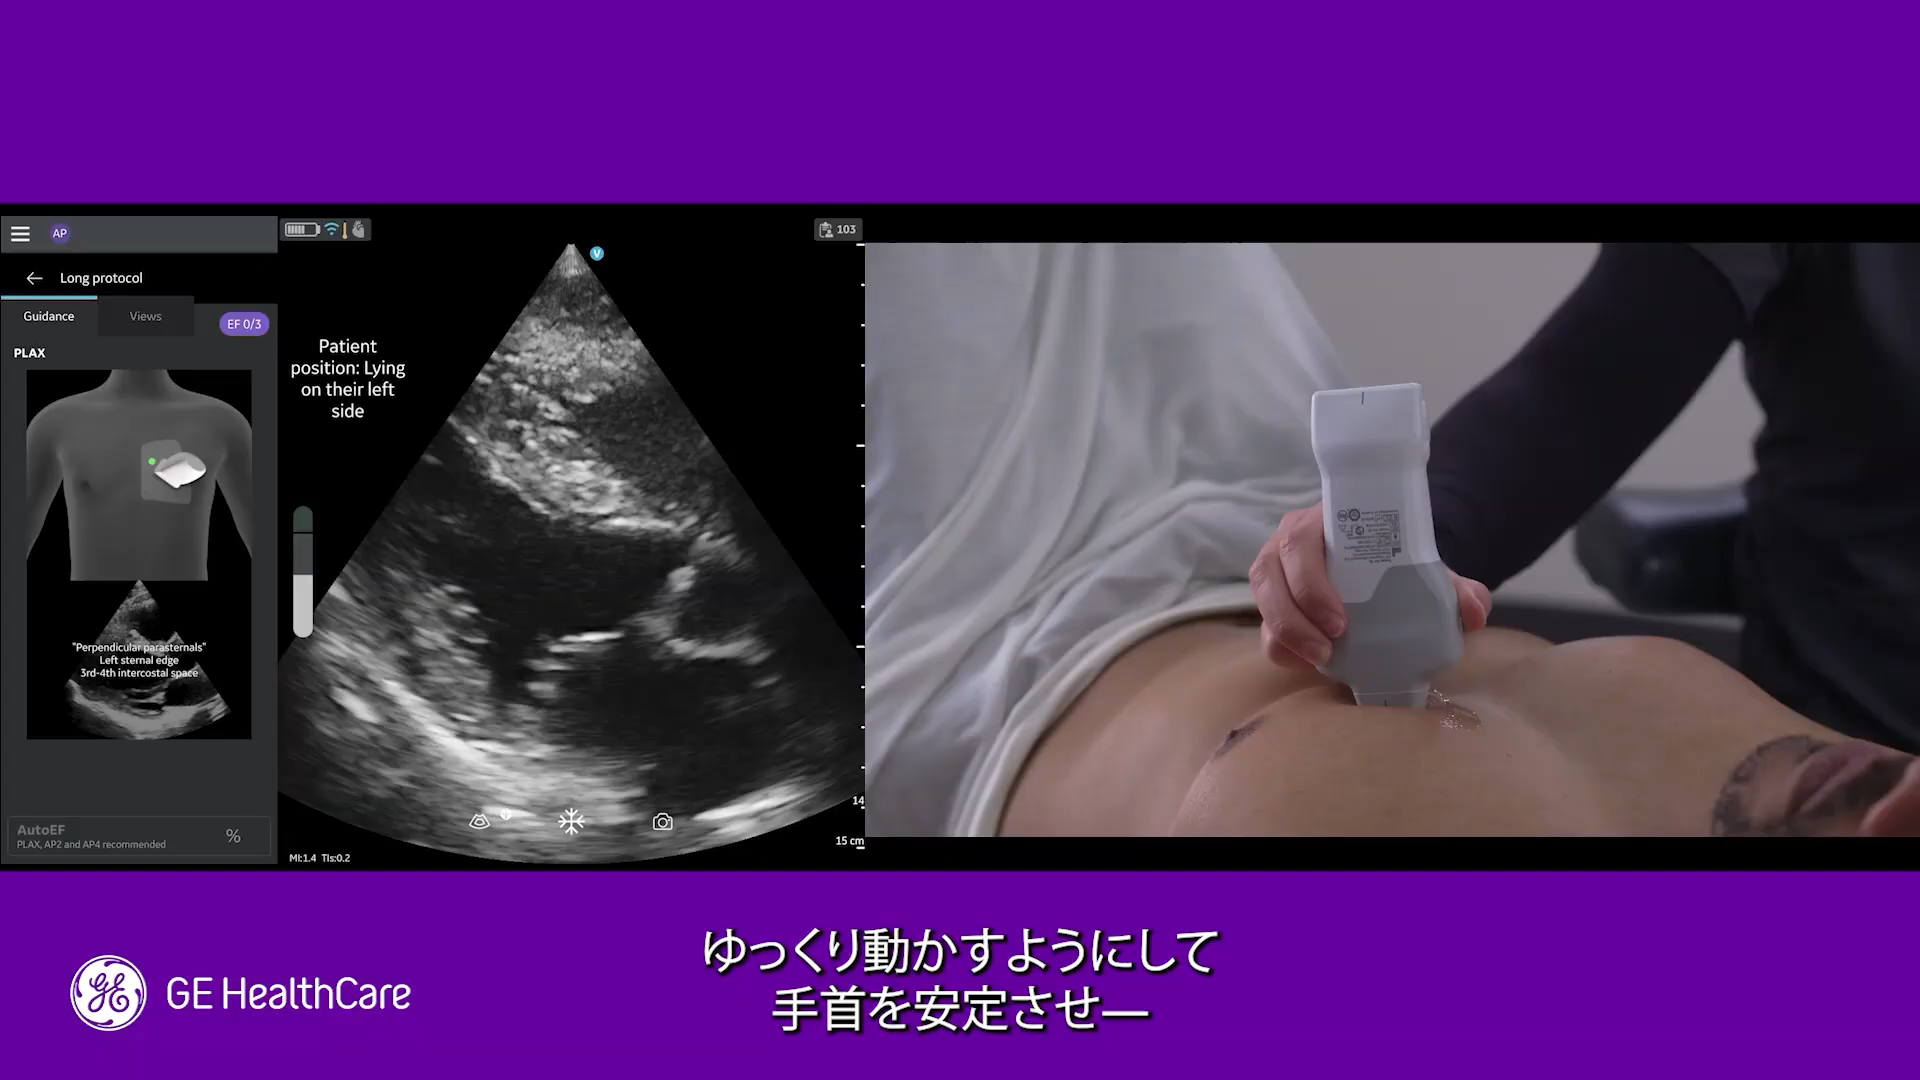 AP
103
Long protocol
Guidance
Views
EF 0/3
PLAX
V
Patient
position: Lying
on their left
side
"Perpendicular parasternals"
Left sternal edge
3rd-4th intercostal space
AutoEF
PLAX, AP2 and AP4 recommended
%
14
15 cm
MI:1.4 TIs:0.2
ゆっくり動かすようにして
手首を安定させ―
GE HealthCare